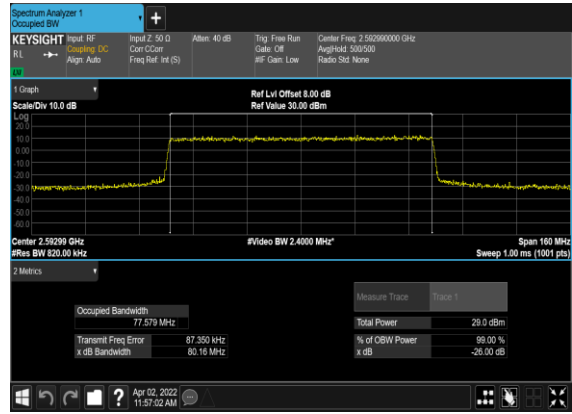 Spectrum Analyzer 1
Occupied BW
+
KEYSIGHT Input: RF Input Z: 50 Ω Atten: 40 dB Trig: Free Run Center Freq: 2.592990000 GHz
RL Coupling: DC Corr CCorr Gate: Off Avg|Hold: 500/500
Align: Auto Freq Ref: Int (S) #IF Gain: Low Radio Std: None
1 Graph
Ref Lvl Offset 8.00 dB
Scale/Div 10.0 dB Ref Value 30.00 dBm
Log
20.0
10.0
0.00
-10.0
-20.0
-30.0
-40.0
-50.0
-60.0
Center 2.59299 GHz #Video BW 2.4000 MHz* Span 160 MHz
#Res BW 820.00 kHz Sweep 1.00 ms (1001 pts)
2 Metrics
Measure Trace Trace 1
Occupied Bandwidth
77.579 MHz Total Power 29.0 dBm
Transmit Freq Error 87.350 kHz % of OBW Power 99.00 %
x dB Bandwidth 80.16 MHz x dB -26.00 dB
? Apr 02, 2022
11:57:02 AM